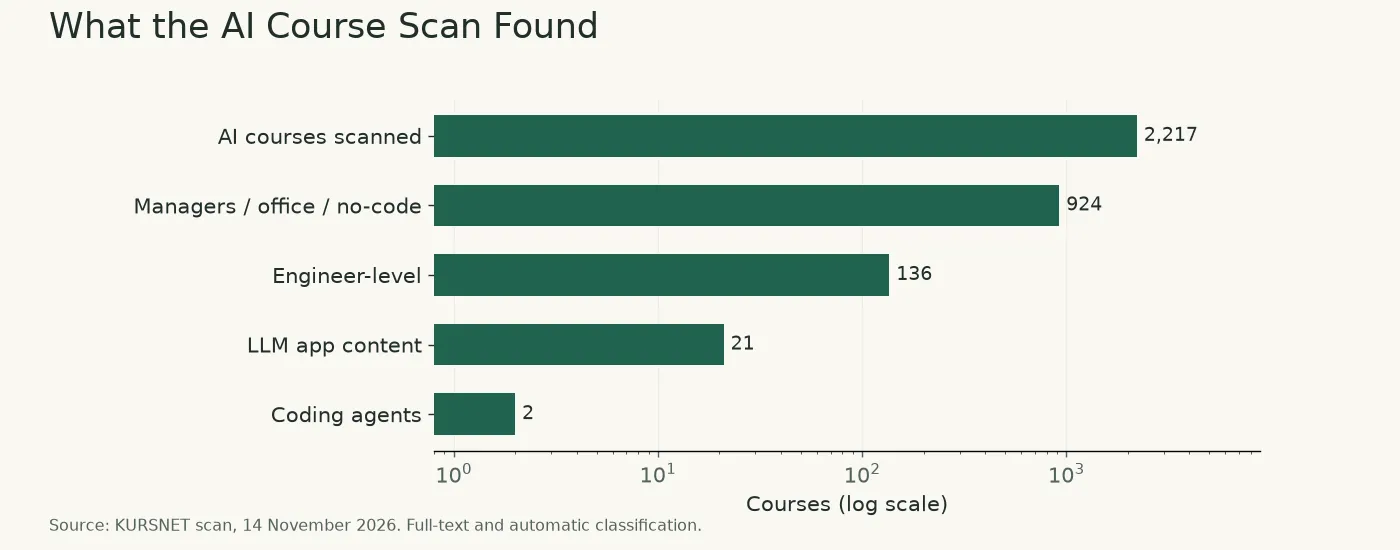 What the AI Course Scan Found
AI courses scanned
2,217
Managers / office / no-code
924
Engineer-level
136
LLM app content
21
Coding agents
2
10⁰ 10¹ 10² 10³
Courses (log scale)
Source: KURSNET scan, 14 November 2026. Full-text and automatic classification.